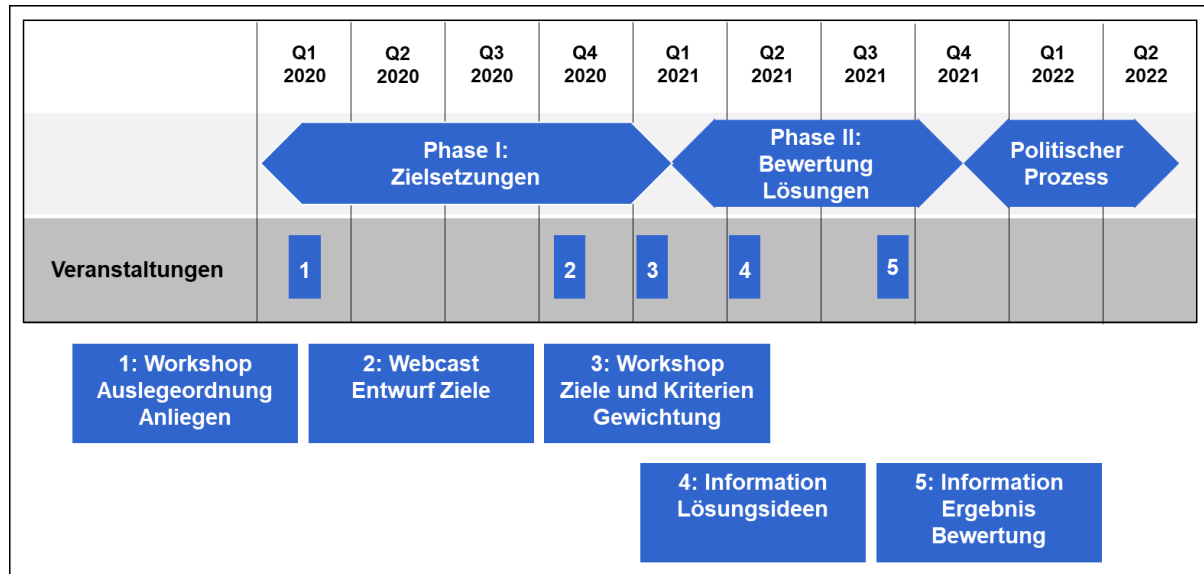 Q1
2020
Q2
2020
Q3
2020
Q4
2020
Q1
2021
Q2
2021
Q3
2021
Q4
2021
Q1
2022
Q2
2022
Phase I:
Zielsetzungen
Phase II:
Bewertung
Lösungen
Politischer
Prozess
Veranstaltungen
1
2
3
4
5
1: Workshop
Auslegeordnung
Anliegen
2: Webcast
Entwurf Ziele
3: Workshop
Ziele und Kriterien
Gewichtung
4: Information
Lösungsideen
5: Information
Ergebnis
Bewertung